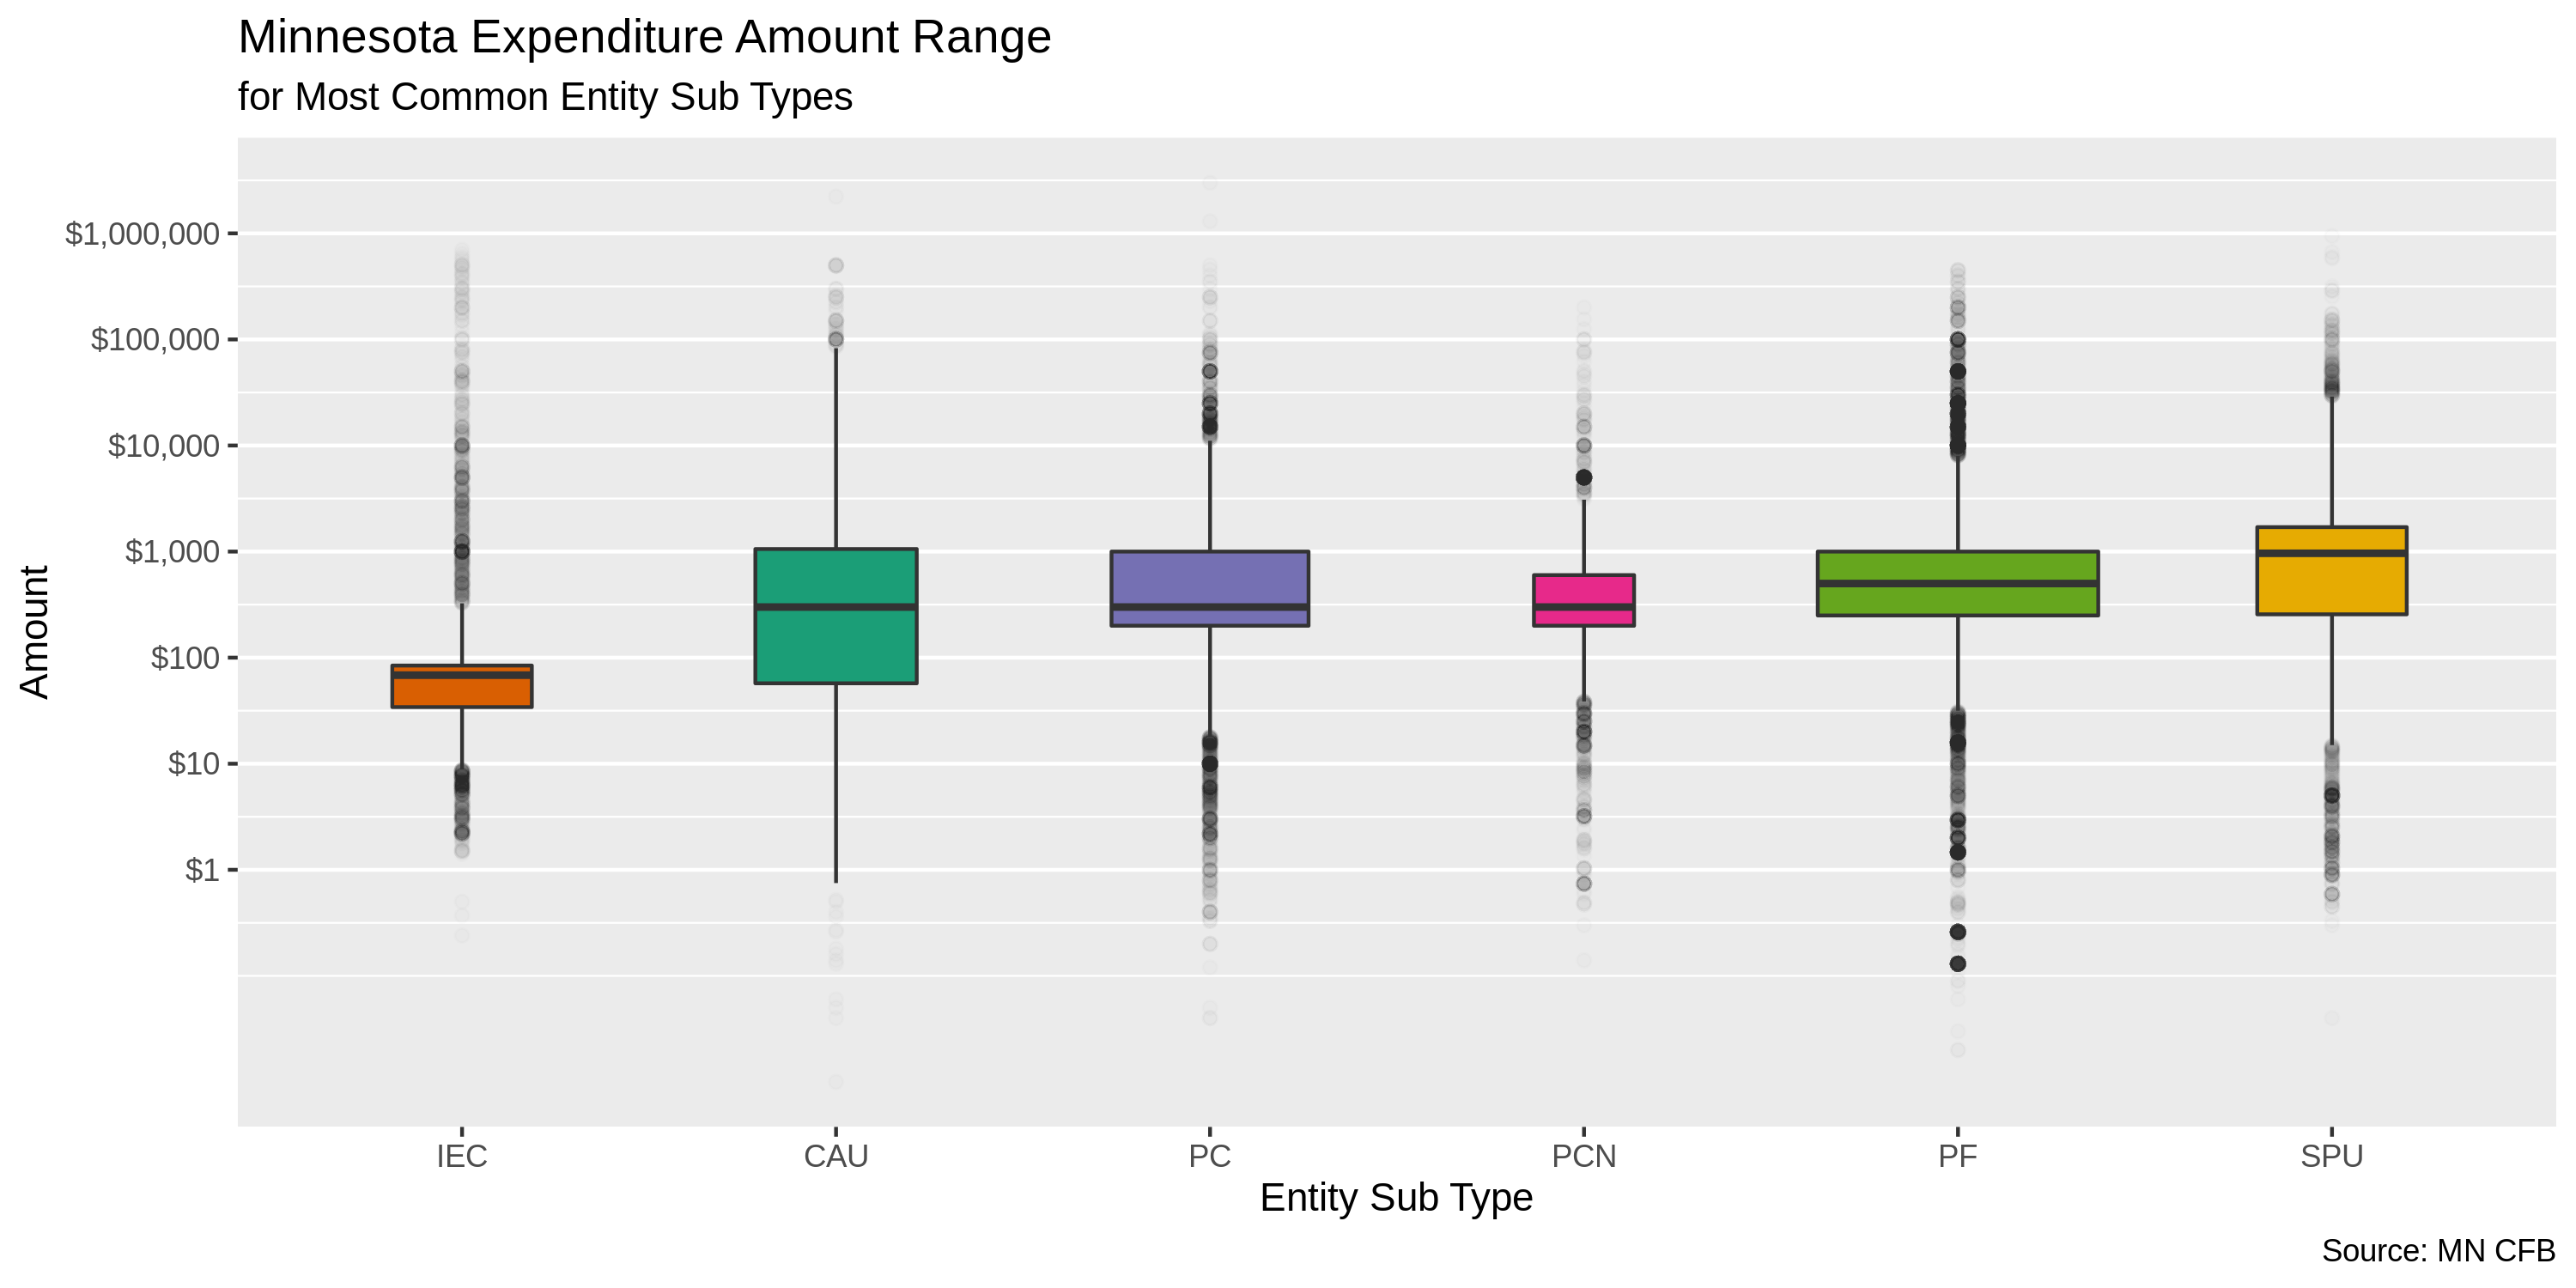 Minnesota Expenditure Amount Range
for Most Common Entity Sub Types
Amount
$1,000,000
$100,000
$10,000
$1,000
$100
$10
$1
IEC
CAU
PC
PCN
PF
SPU
Entity Sub Type
Source: MN CFB